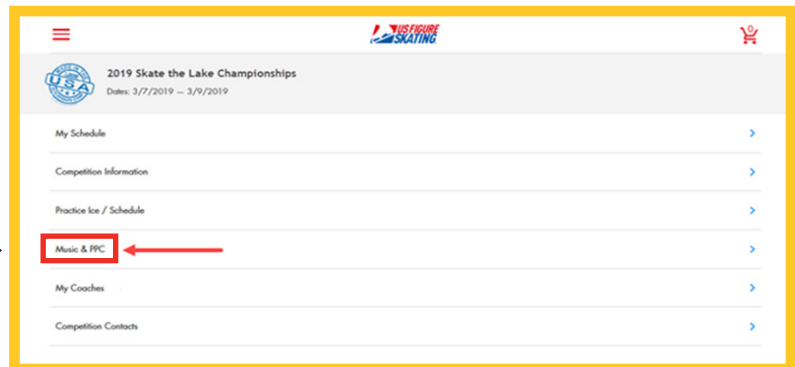 US FIGURE
SKATING
0
2019 Skate the Lake Championships
USA
Dates: 3/7/2019 — 3/9/2019
My Schedule
Competition Information
Practice Ice / Schedule
Music & PPC
My Coaches
Competition Contacts